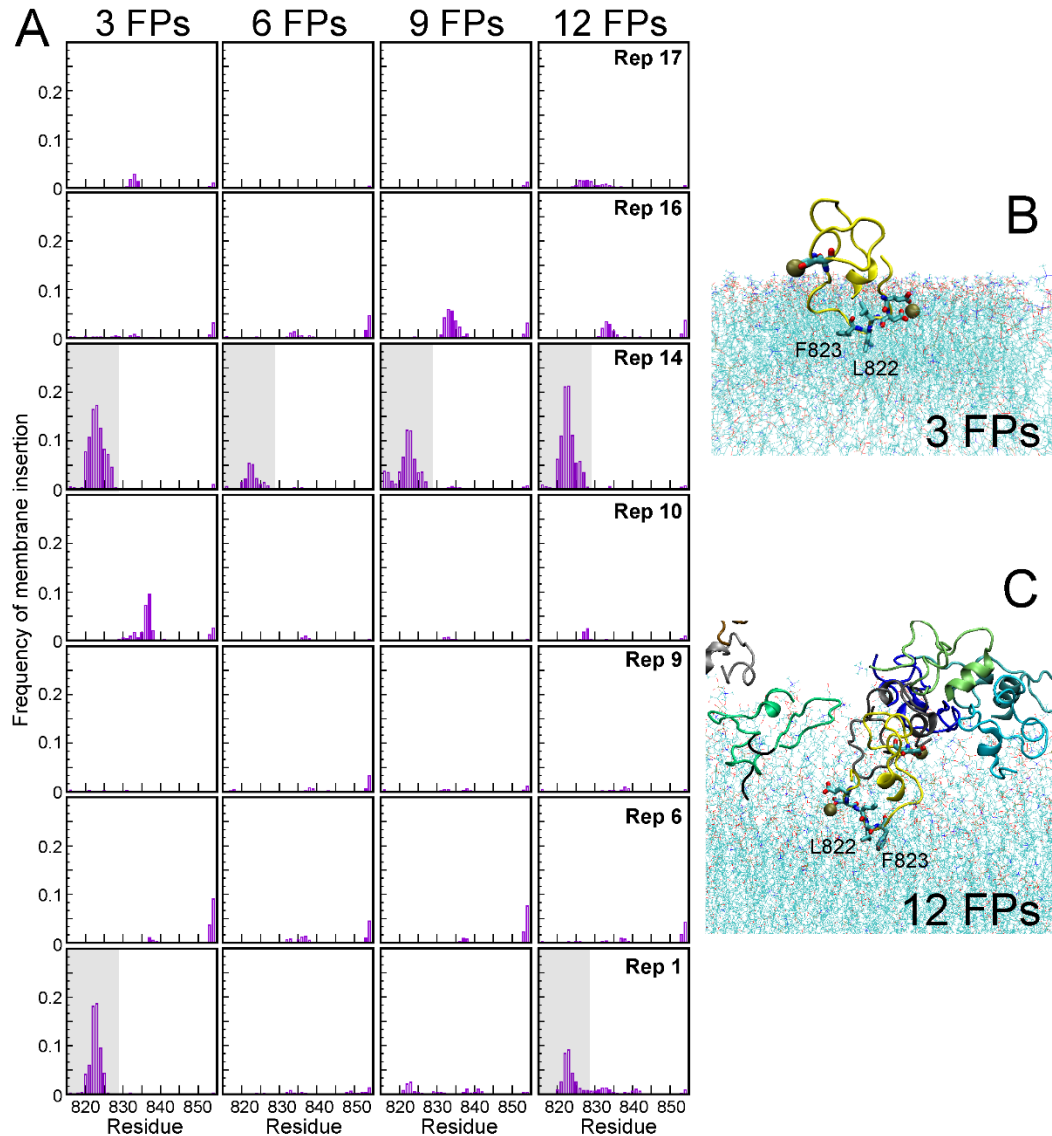 A
3 FPs 6 FPs 9 FPs 12 FPs
Frequency of membrane insertion
0.2
0.1
0
Rep 17
0.2
0.1
0
Rep 16
0.2
0.1
0
Rep 14
0.2
0.1
0
Rep 10
0.2
0.1
0
Rep 9
0.2
0.1
0
Rep 6
0.2
0.1
0
Rep 1
820 830 840 850 820 830 840 850 820 830 840 850 820 830 840 850
Residue Residue Residue Residue
B
F823
L822
3 FPs
C
L822
F823
12 FPs